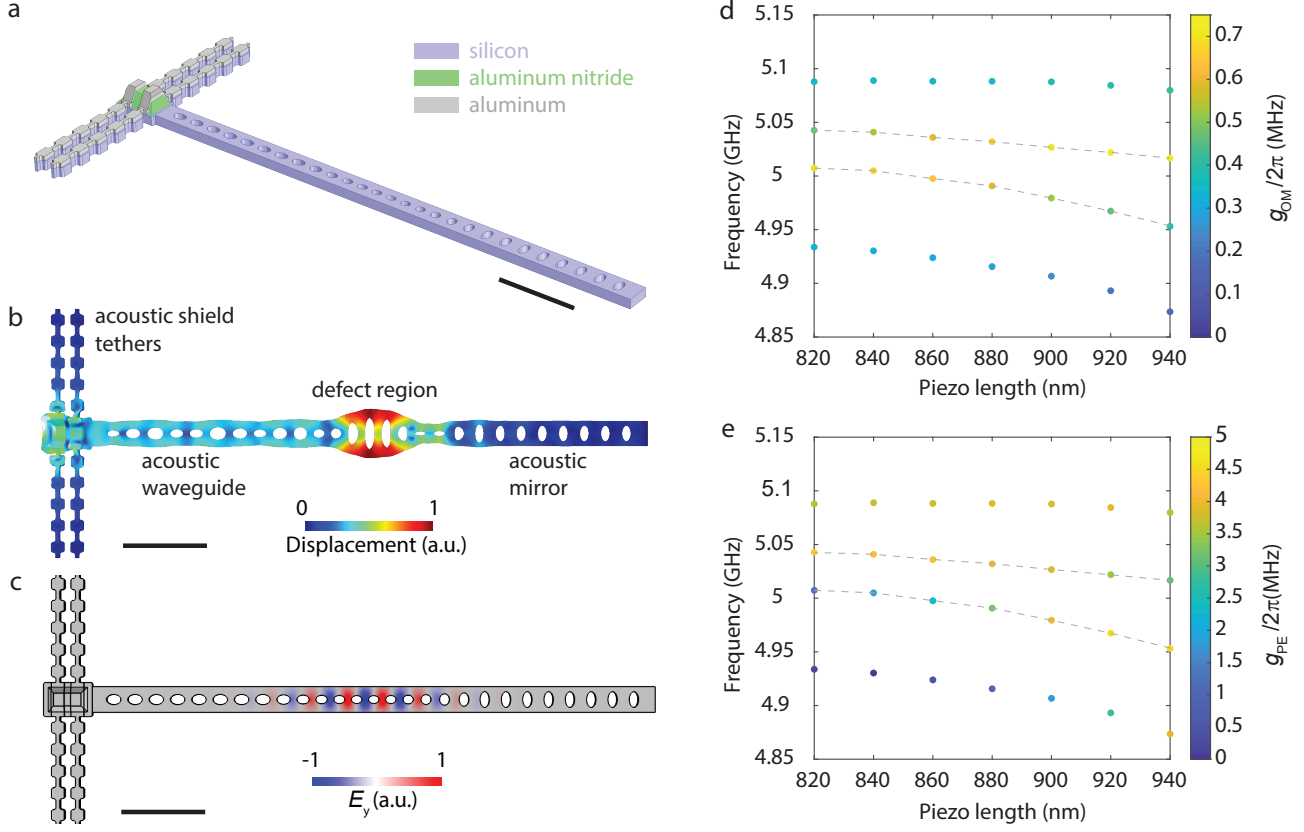 a
silicon
aluminum nitride
aluminum
b
acoustic shield
tethers
defect region
acoustic
waveguide
acoustic
mirror
0
1
Displacement (a.u.)
c
-1
1
E_y (a.u.)
d
5.15
5.1
5.05
5
4.95
4.9
4.85
Frequency (GHz)
820
840
860
880
900
920
940
Piezo length (nm)
0.7
0.6
0.5
0.4
0.3
0.2
0.1
0
g_OM/2π (MHz)
e
5.15
5.1
5.05
5
4.95
4.9
4.85
Frequency (GHz)
820
840
860
880
900
920
940
Piezo length (nm)
5
4.5
4
3.5
3
2.5
2
1.5
1
0.5
0
g_PE/2π(MHz)